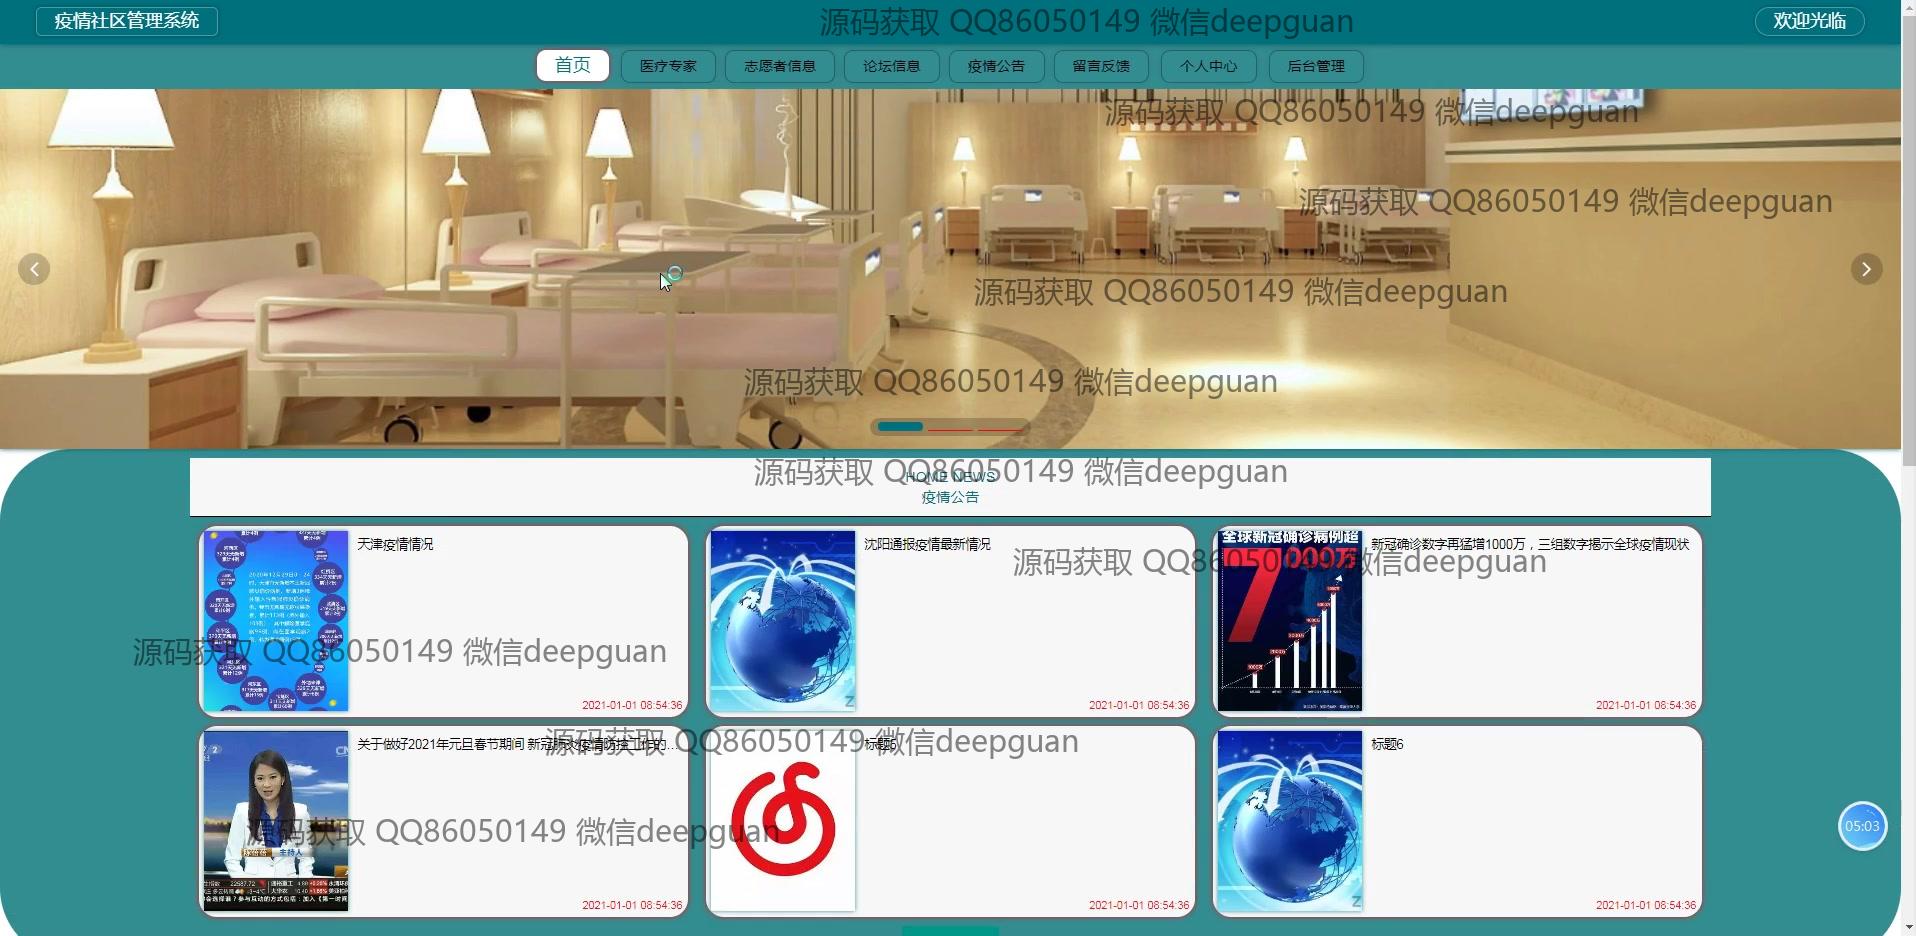 疫情社区管理系统
源码获取 QQ86050149 微信deepguan
欢迎光临
首页
医疗专家
志愿者信息
论坛信息
疫情公告
留言反馈
个人中心
后台管理
源码获取 QQ86050149 微信deepguan
源码获取 QQ86050149 微信deepguan
源码获取 QQ86050149 微信deepguan
源码获取 QQ86050149 微信deepguan
源码获取 QQ86050149 微信deepguan
HOME NEWS
疫情公告
天津疫情情况
沈阳通报疫情最新情况
全球新冠确诊病例超
7000万
新冠确诊数字再猛增1000万，三组数字揭示全球疫情现状
源码获取 QQ86050149 微信deepguan
源码获取 QQ86050149 微信deepguan
2021-01-01 08:54:36
2021-01-01 08:54:36
2021-01-01 08:54:36
关于做好2021年元旦春节期间 新冠肺炎疫情防控工作的...
源码获取 QQ86050149 微信deepguan
标题5
标题6
源码获取 QQ86050149 微信deepguan
主持人
05:03
2021-01-01 08:54:36
2021-01-01 08:54:36
2021-01-01 08:54:36